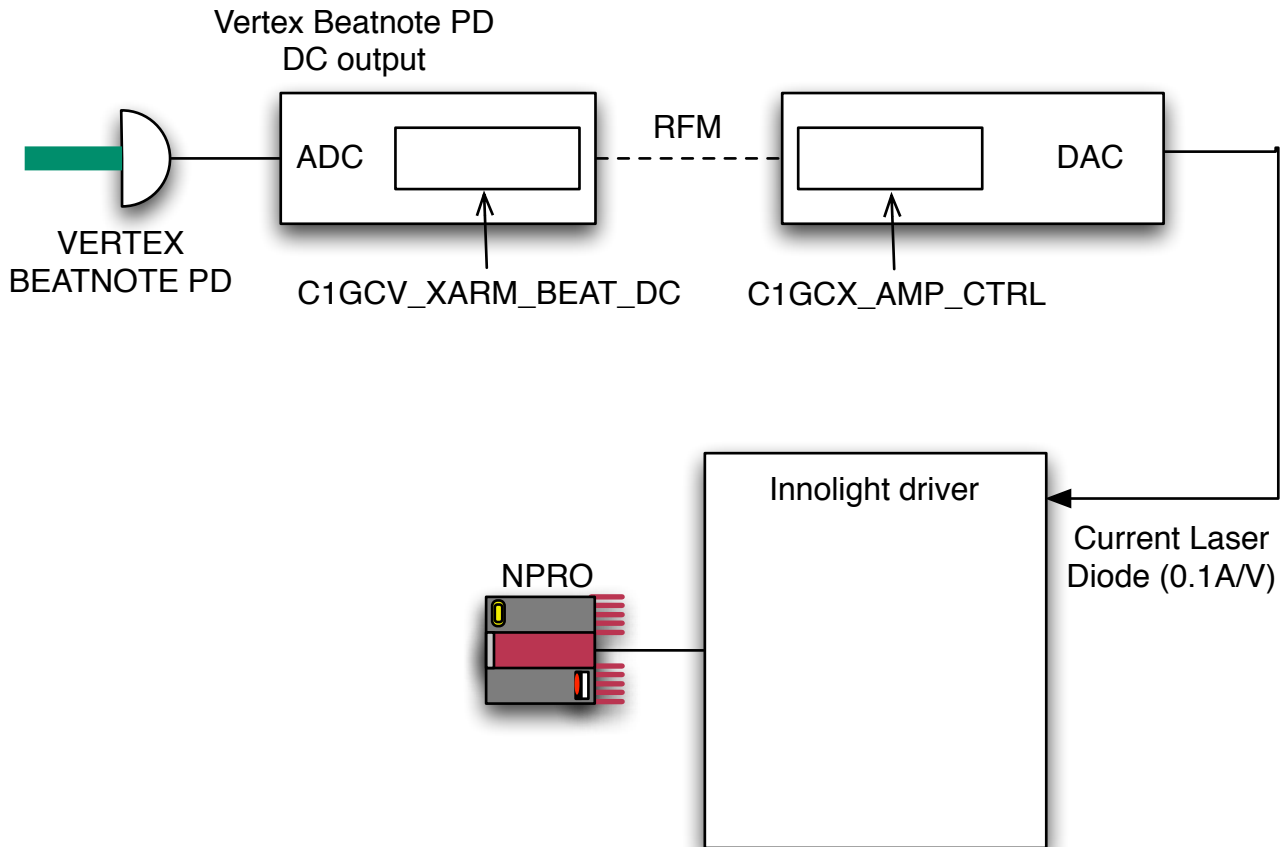 Vertex Beatnote PD
DC output
ADC
RFM
DAC
VERTEX
BEATNOTE PD
C1GCV_XARM_BEAT_DC
C1GCX_AMP_CTRL
Innolight driver
Current Laser
Diode (0.1A/V)
NPRO